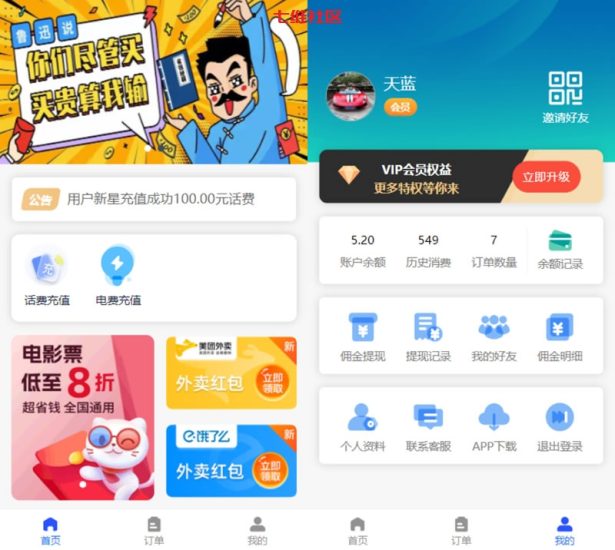 七维社区
鲁迅说
你们尽管买
买贵算我输
公告 用户新星充值成功100.00元话费
充
话费充值 电费充值
电影票
低至8折
超省钱 全国通用
美团外卖
新
外卖红包
立即
领取
饿了么
新
外卖红包
立即
领取
首页 订单 我的
天蓝
会员
邀请好友
VIP会员权益
更多特权等你来
立即升级
5.20 549 7
账户余额 历史消费 订单数量 余额记录
佣金提现 提现记录 我的好友 佣金明细
个人资料 联系客服 APP下载 退出登录
首页 订单 我的